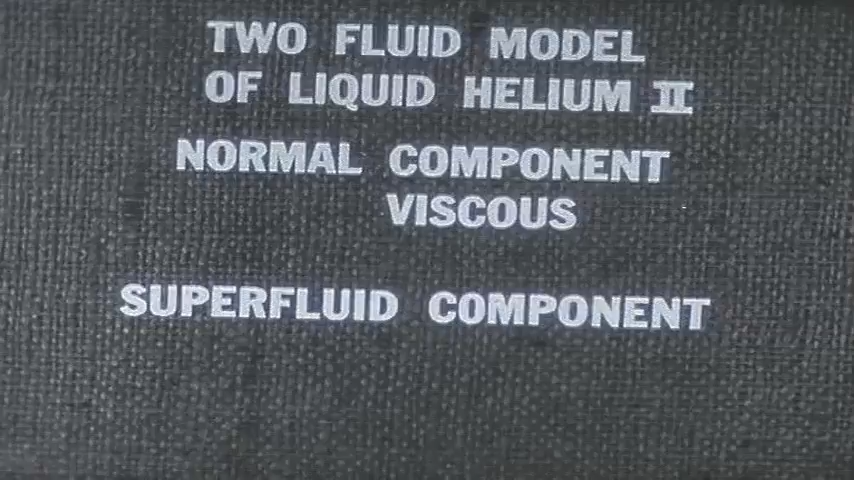 TWO FLUID MODEL
OF LIQUID HELIUM II
NORMAL COMPONENT
VISCOUS
SUPERFLUID COMPONENT